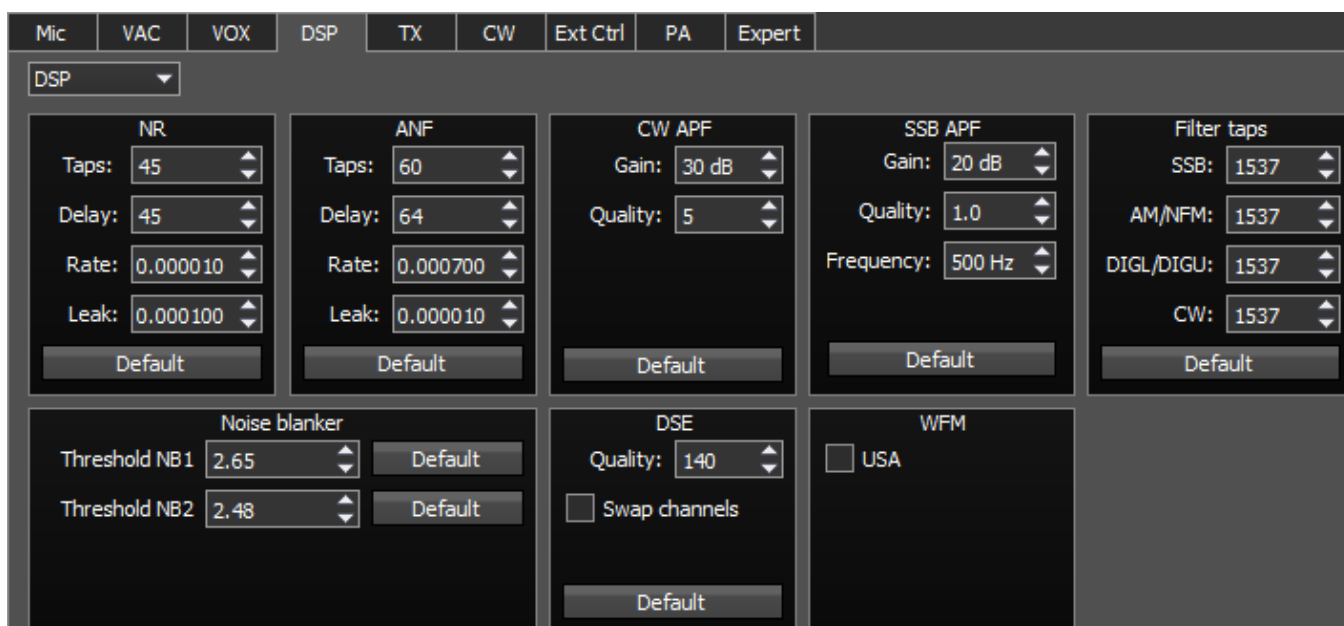 Mic VAC VOX DSP TX CW Ext Ctrl PA Expert
DSP
NR
Taps: 45
Delay: 45
Rate: 0.000010
Leak: 0.000100
Default
ANF
Taps: 60
Delay: 64
Rate: 0.000700
Leak: 0.000010
Default
CW APF
Gain: 30 dB
Quality: 5
Default
SSB APF
Gain: 20 dB
Quality: 1.0
Frequency: 500 Hz
Default
Filter taps
SSB: 1537
AM/NFM: 1537
DIGL/DIGU: 1537
CW: 1537
Default
Noise blanker
Threshold NB1 2.65 Default
Threshold NB2 2.48 Default
DSE
Quality: 140
Swap channels
Default
WFM
USA